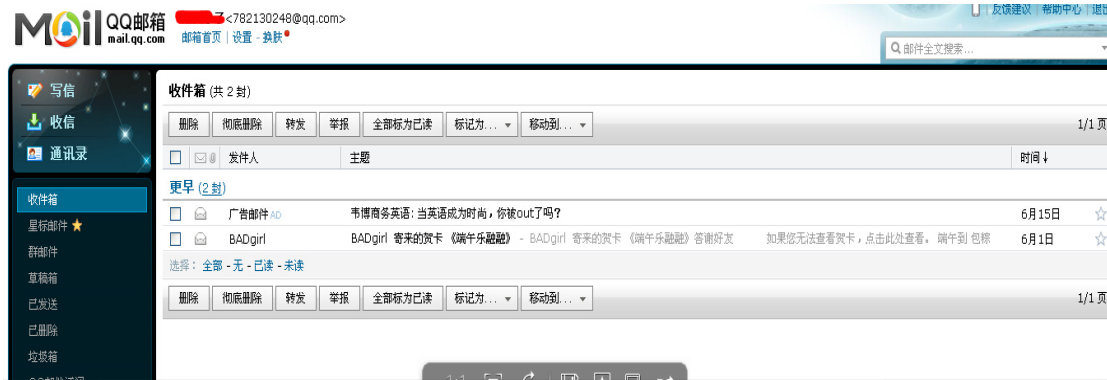 MOil QQ邮箱 mail.qq.com
子<782130248@qq.com>
邮箱首页 | 设置 - 换肤
反馈建议 | 帮助中心 | 退出
邮件全文搜索...
写信
收信
通讯录
收件箱
星标邮件
群邮件
草稿箱
已发送
已删除
垃圾箱
收件箱 (共 2 封)
删除 彻底删除 转发 举报 全部标为已读 标记为... 移动到... 1/1 页
发件人 主题 时间↓
更早 (2 封)
广告邮件 AD 韦博商务英语: 当英语成为时尚，你被out了吗? 6月15日
BADgirl BADgirl 寄来的贺卡 《端午乐融融》 - BADgirl 寄来的贺卡 《端午乐融融》答谢好友 如果您无法查看贺卡，点击此处查看。 端午到 包粽 6月1日
选择: 全部 - 无 - 已读 - 未读
删除 彻底删除 转发 举报 全部标为已读 标记为... 移动到... 1/1 页